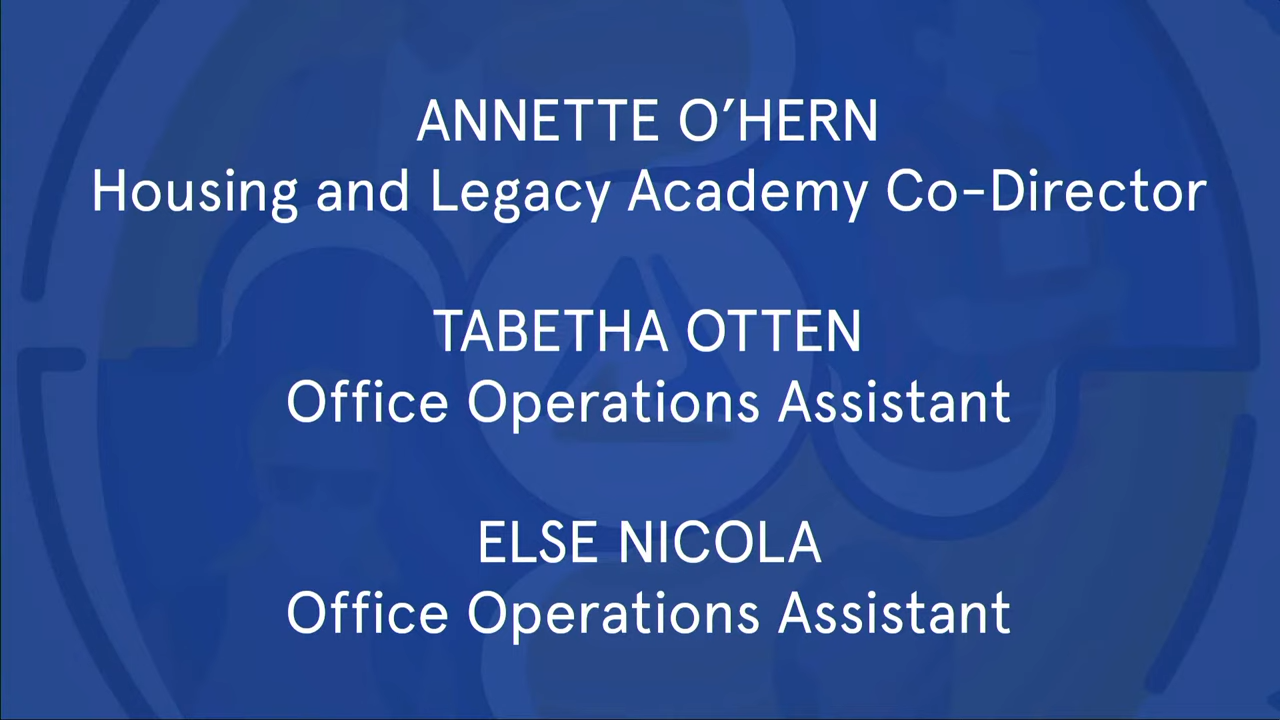 ANNETTE O’HERN
Housing and Legacy Academy Co-Director
TABETHA OTTEN
Office Operations Assistant
ELSE NICOLA
Office Operations Assistant